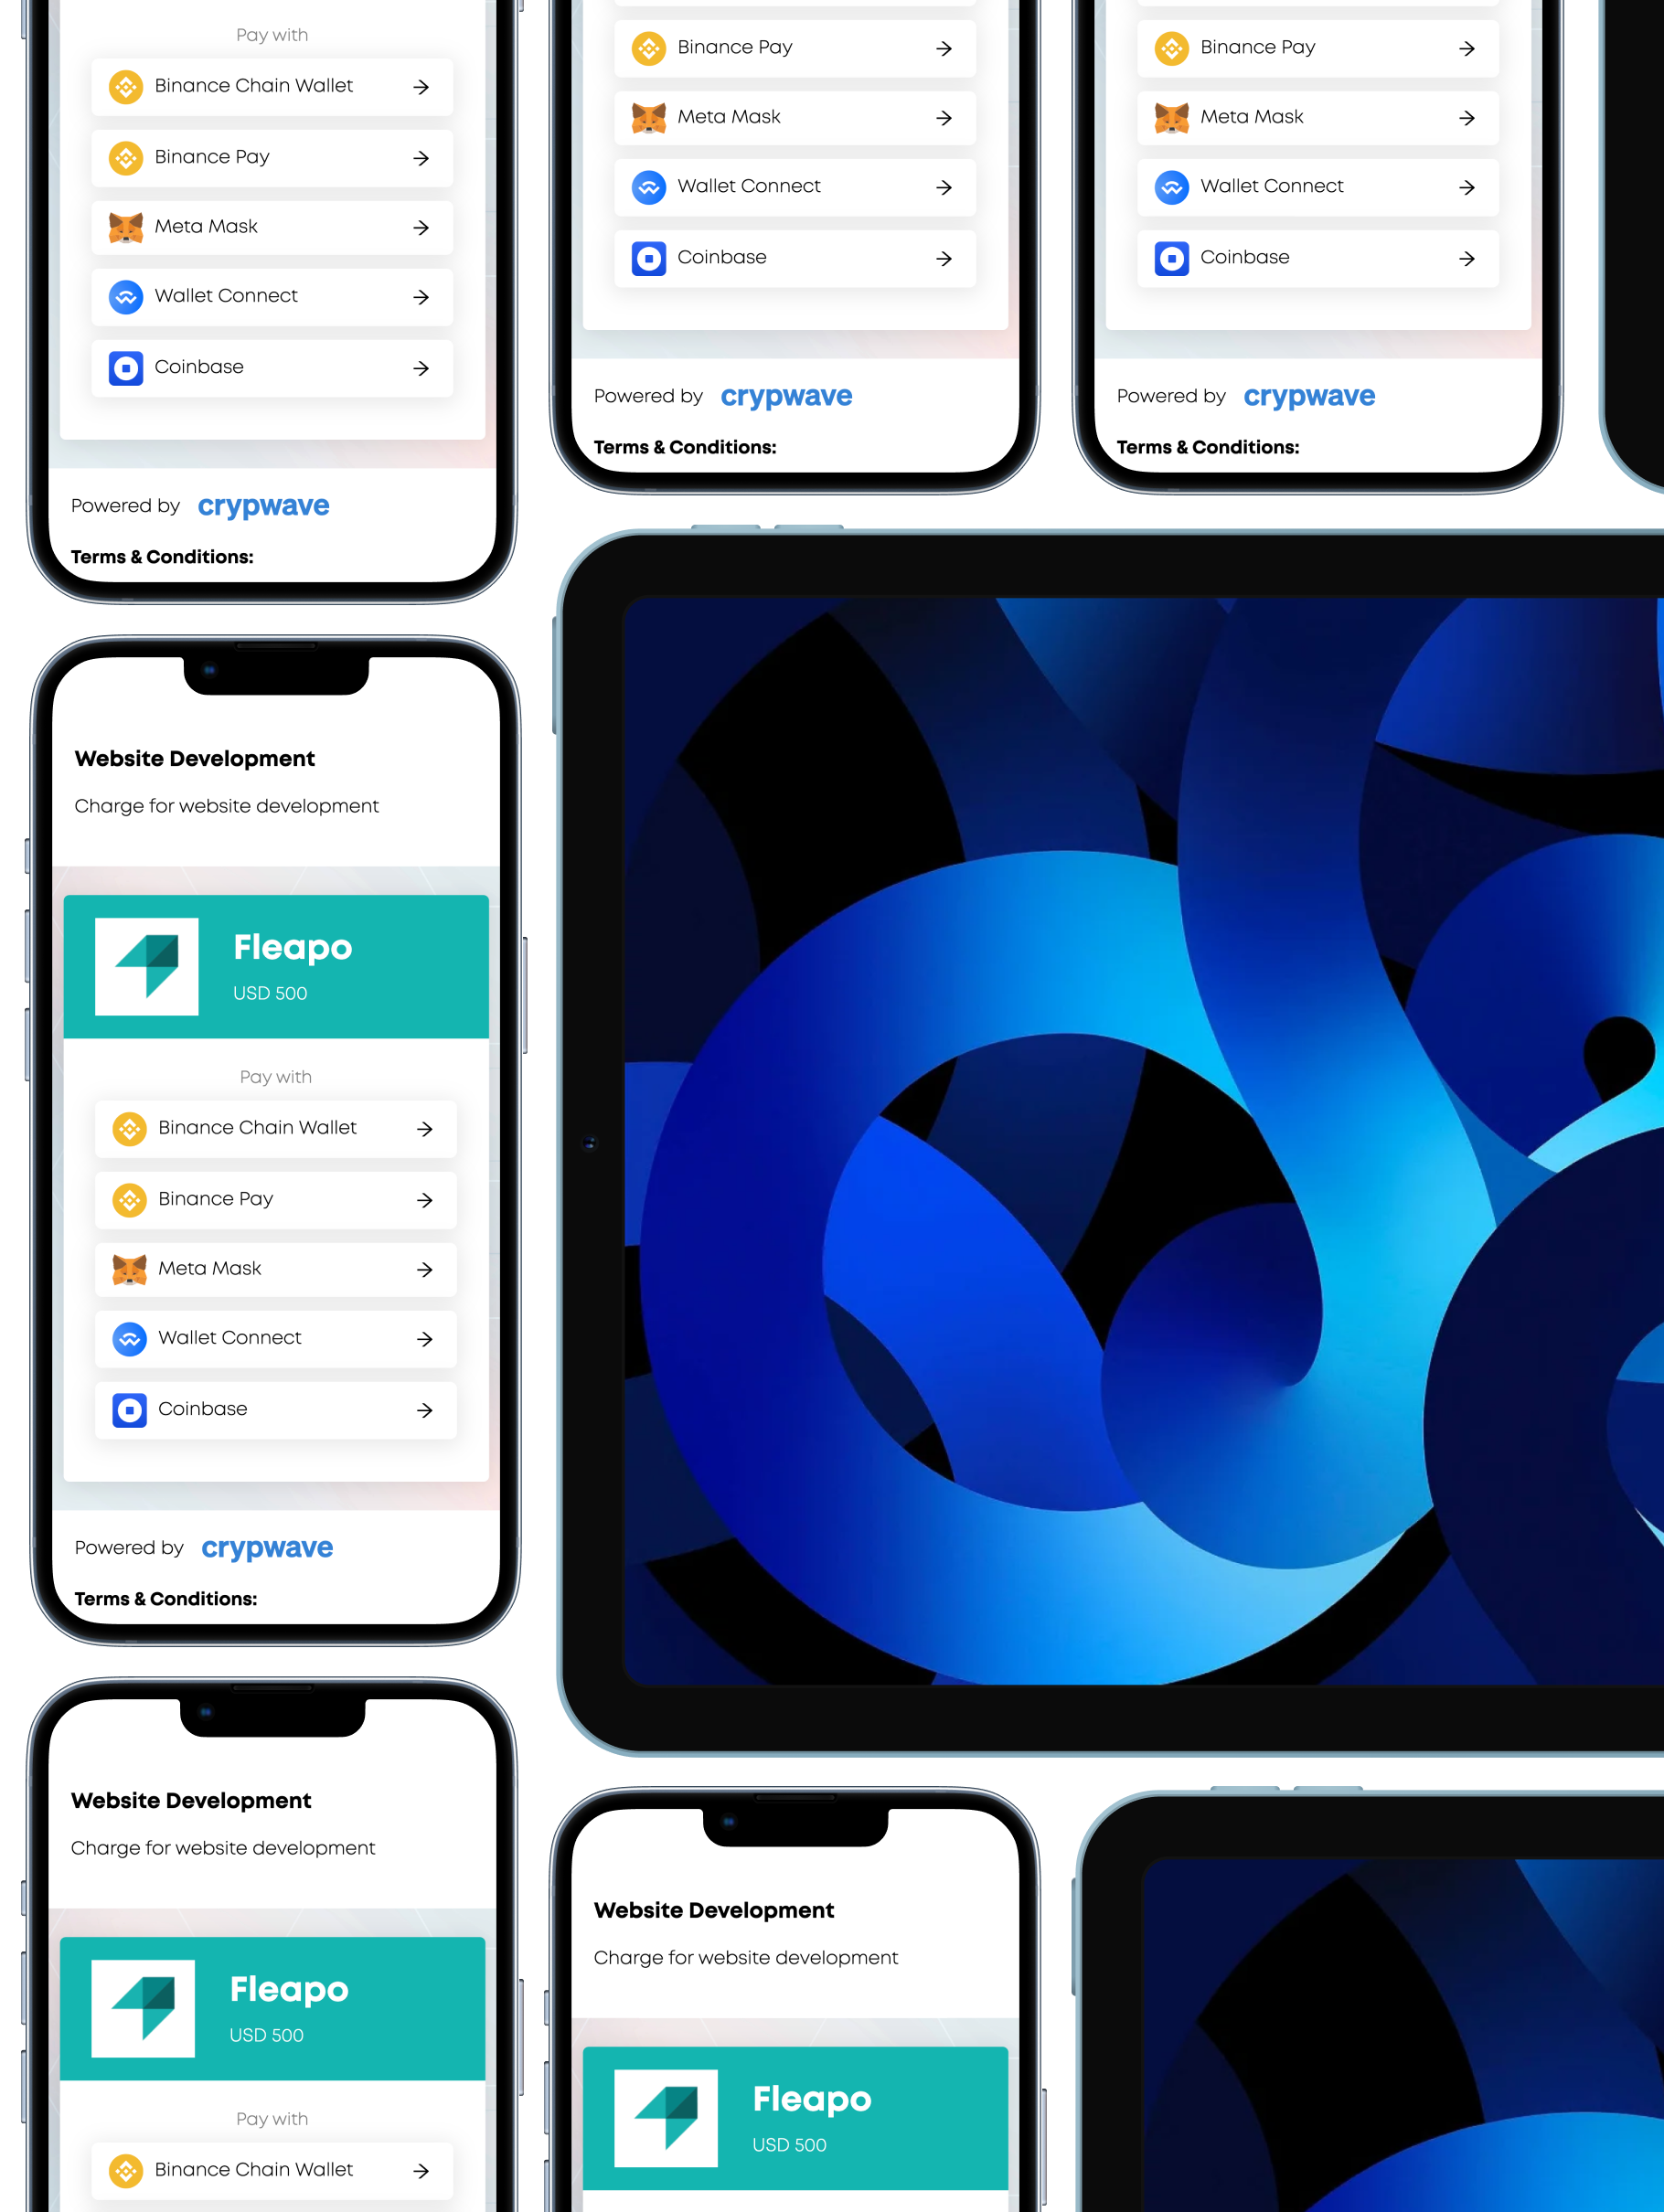 Pay with
Binance Chain Wallet
Binance Pay
Meta Mask
Wallet Connect
Coinbase
Powered by crypwave
Terms & Conditions:
Binance Pay
Meta Mask
Wallet Connect
Coinbase
Powered by crypwave
Terms & Conditions:
Binance Pay
Meta Mask
Wallet Connect
Coinbase
Powered by crypwave
Terms & Conditions:
Website Development
Charge for website development
Fleapo
USD 500
Pay with
Binance Chain Wallet
Binance Pay
Meta Mask
Wallet Connect
Coinbase
Powered by crypwave
Terms & Conditions:
Website Development
Charge for website development
Fleapo
USD 500
Pay with
Binance Chain Wallet
Website Development
Charge for website development
Fleapo
USD 500